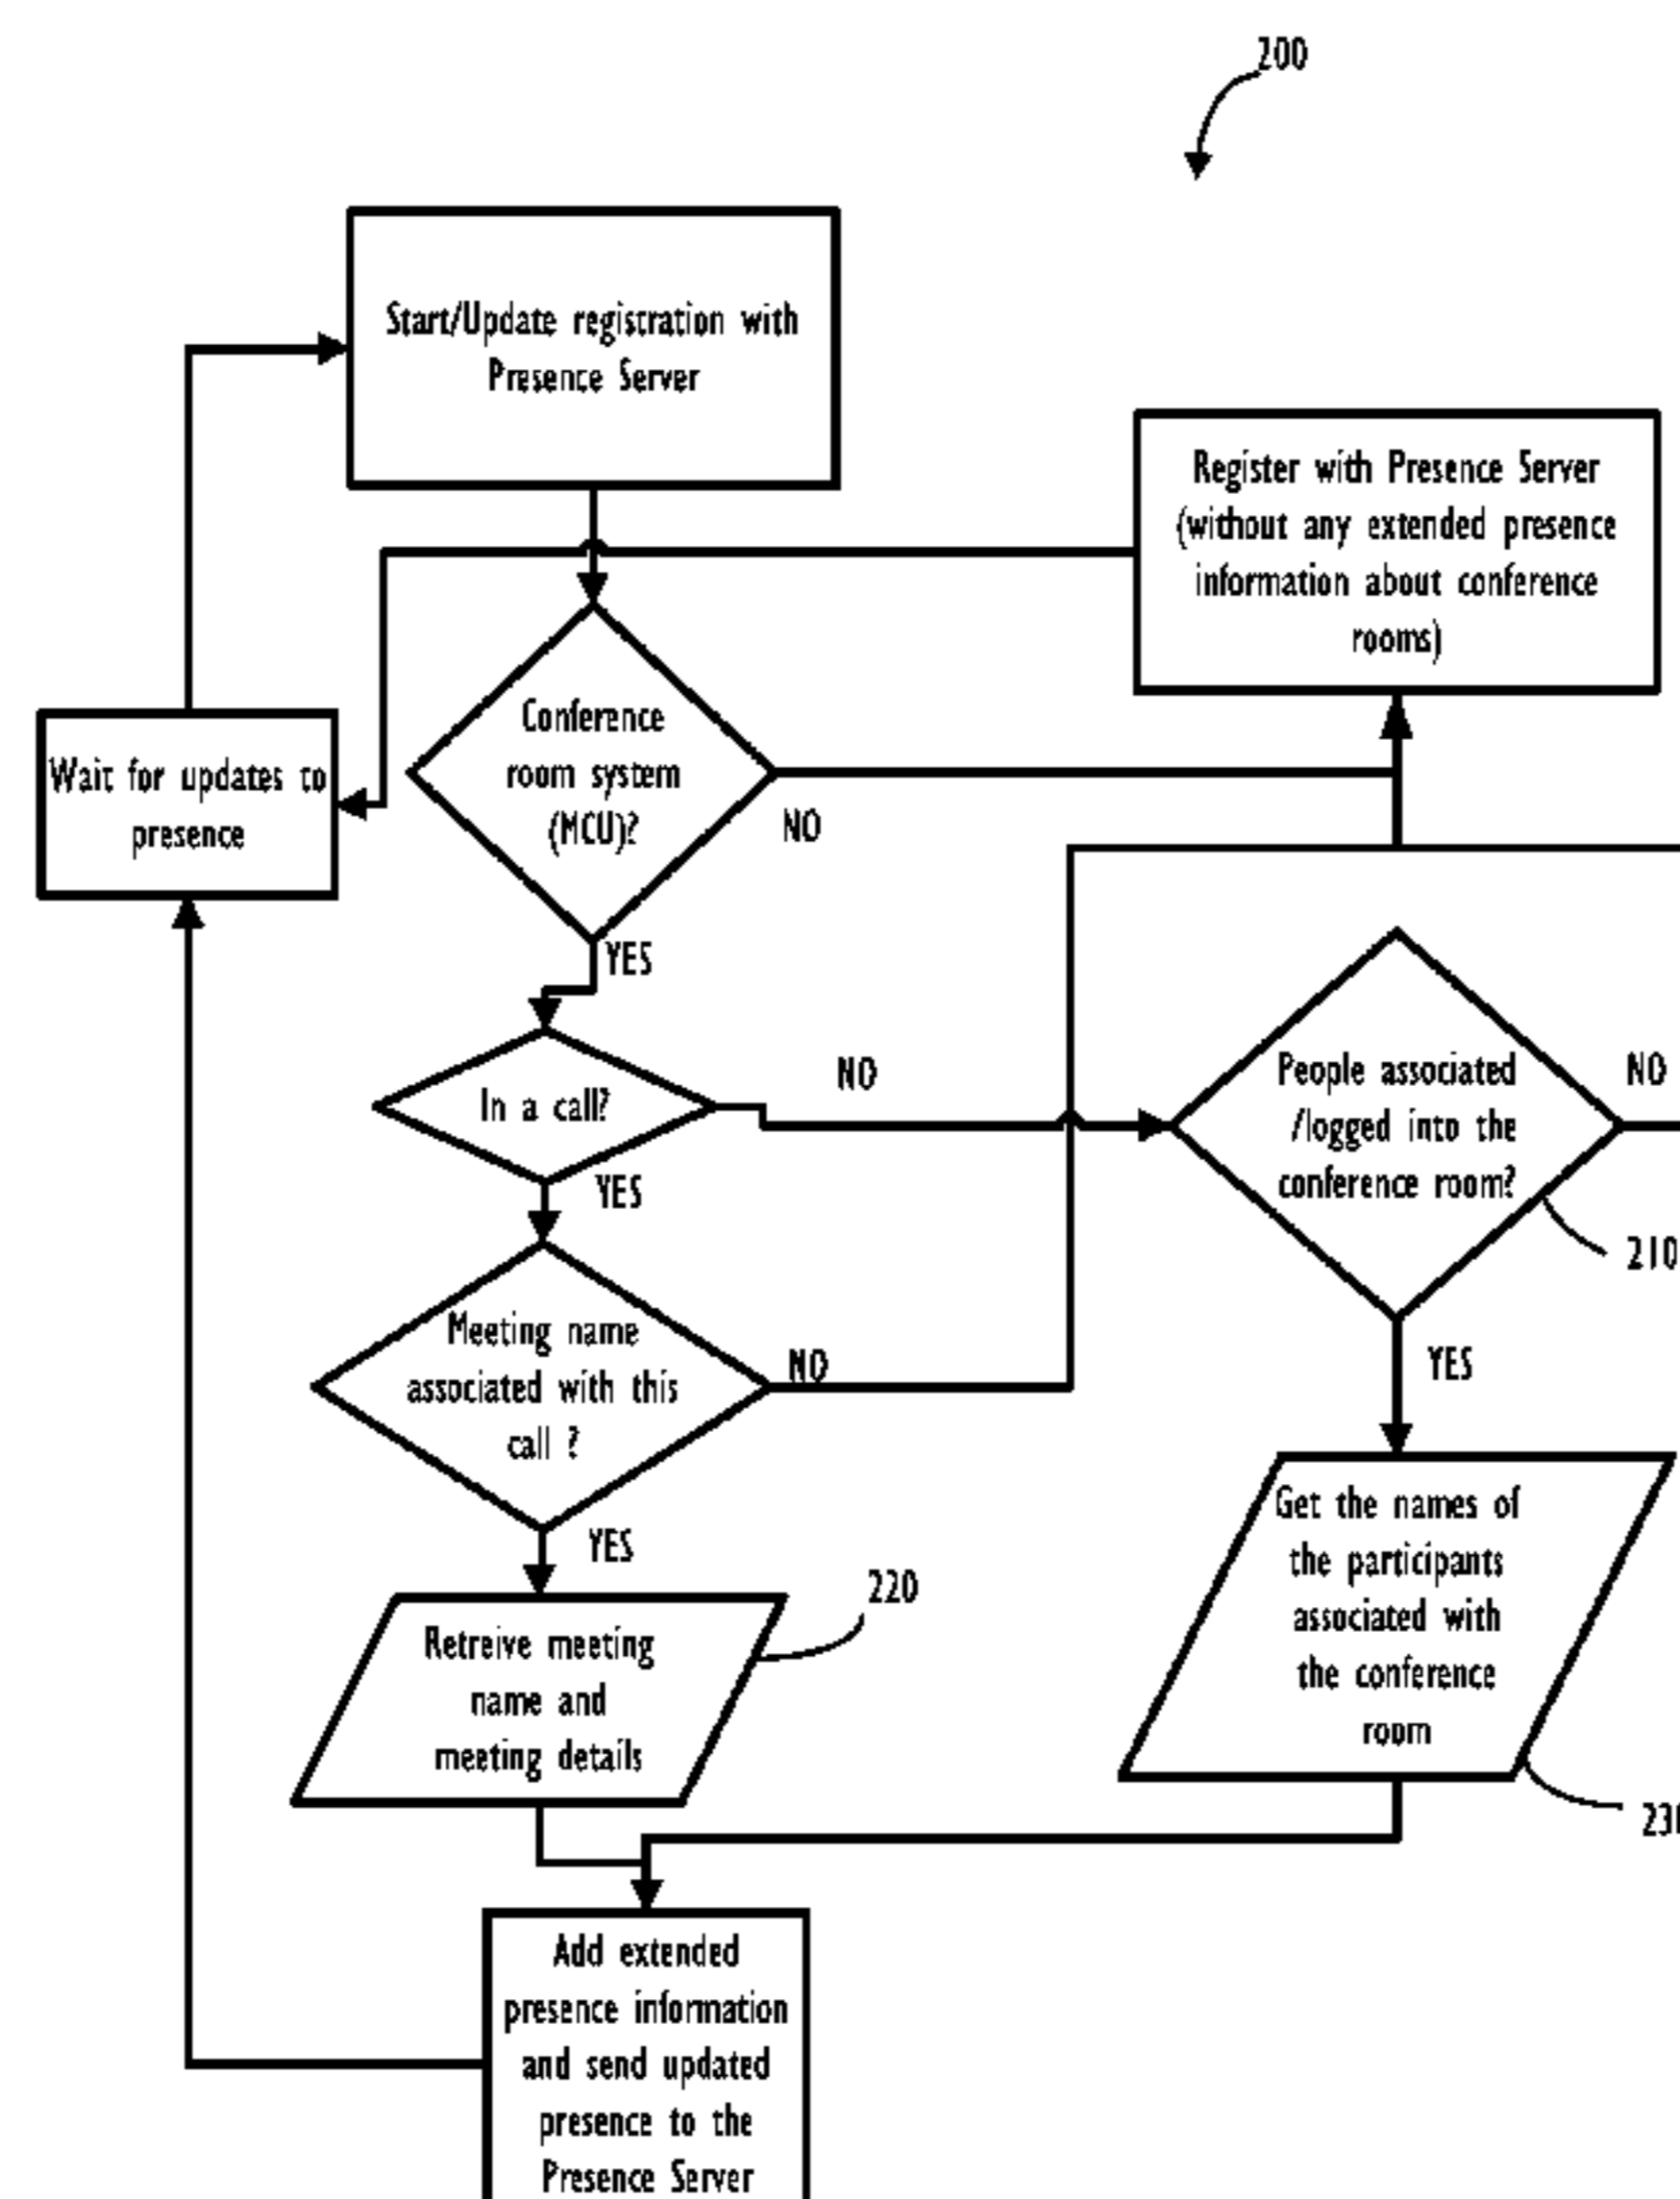 200
Start/Update registration with
Presence Server
Register with Presence Server
(without any extended presence
information about conference
rooms)
Conference
room system
(MCU)?
Wait for updates to
presence
NO
YES
In a call?
NO
People associated
/logged into the
conference room?
NO
YES
210
Meeting name
associated with this
call ?
NO
YES
YES
Get the names of
the participants
associated with
the conference
room
220
Retreive meeting
name and
meeting details
Add extended
presence information
and send updated
presence to the
Presence Server